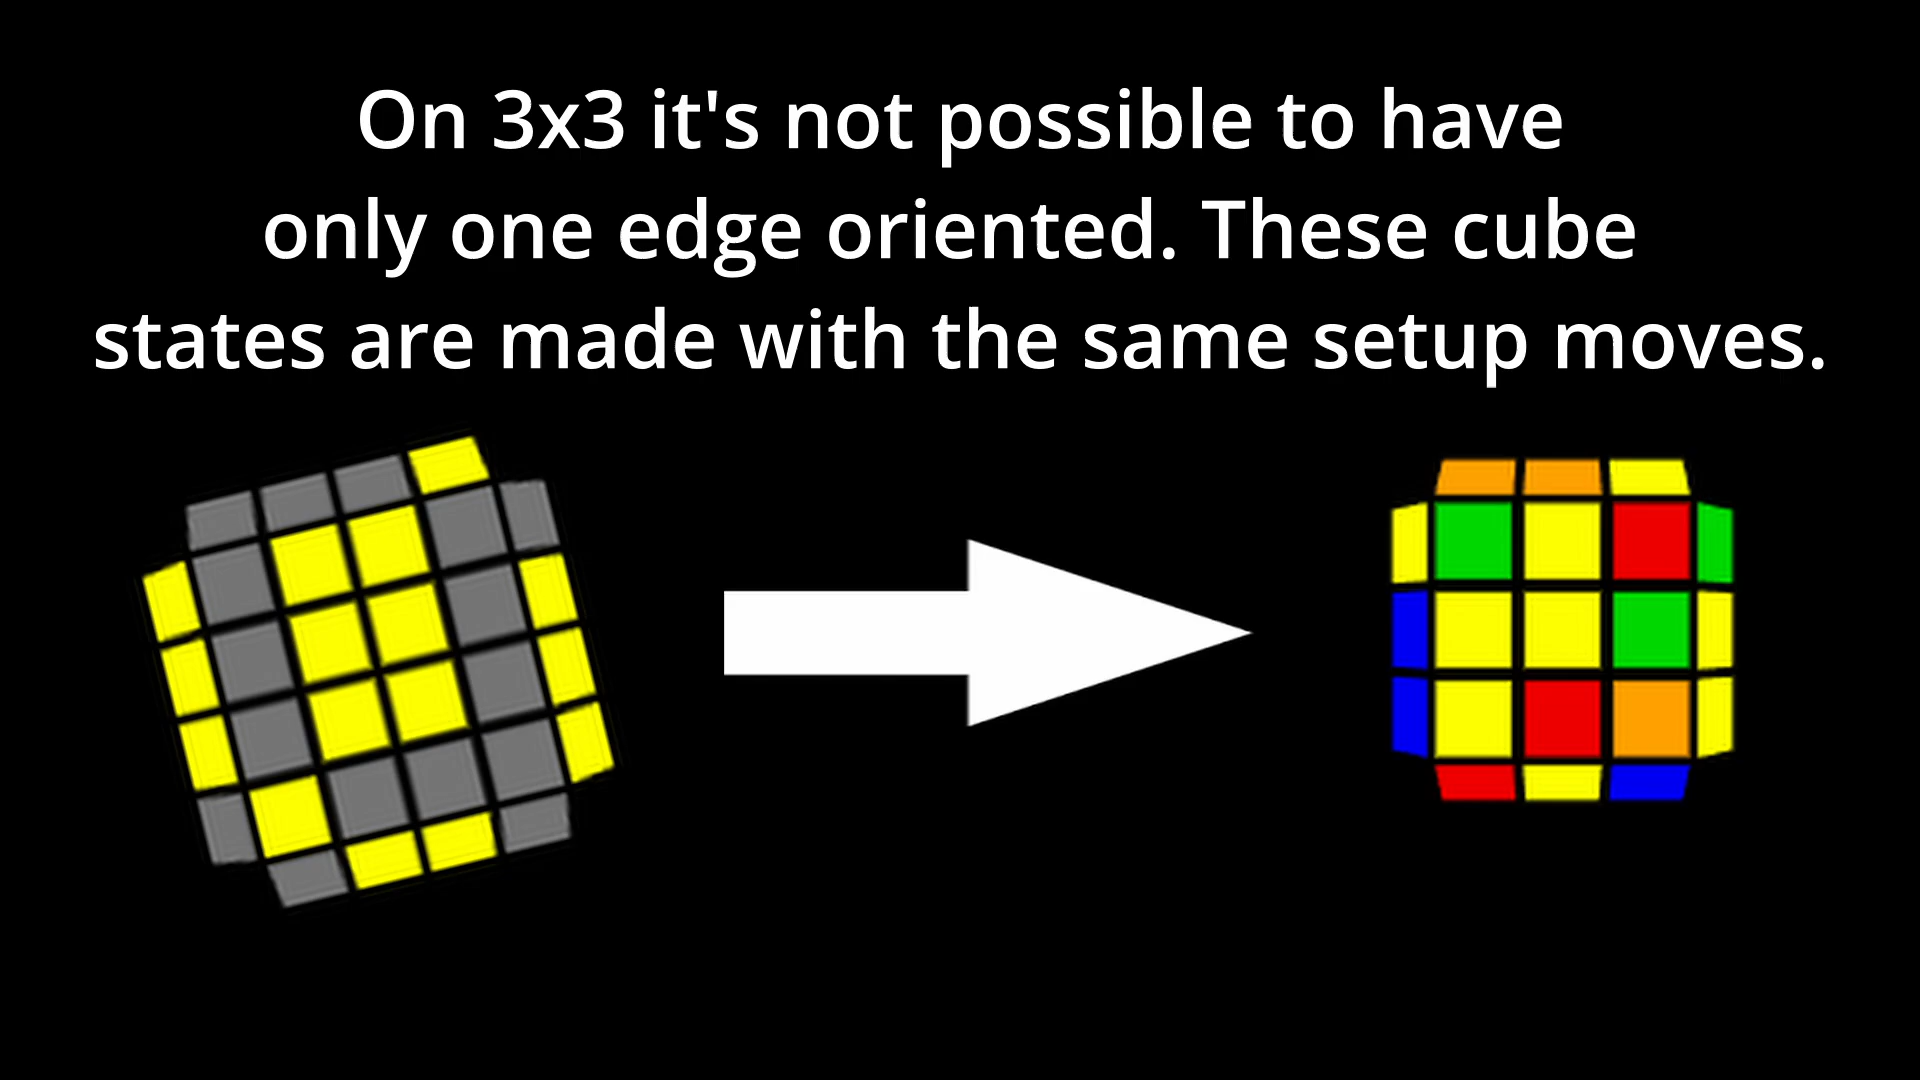 On 3x3 it's not possible to have
only one edge oriented. These cube
states are made with the same setup moves.